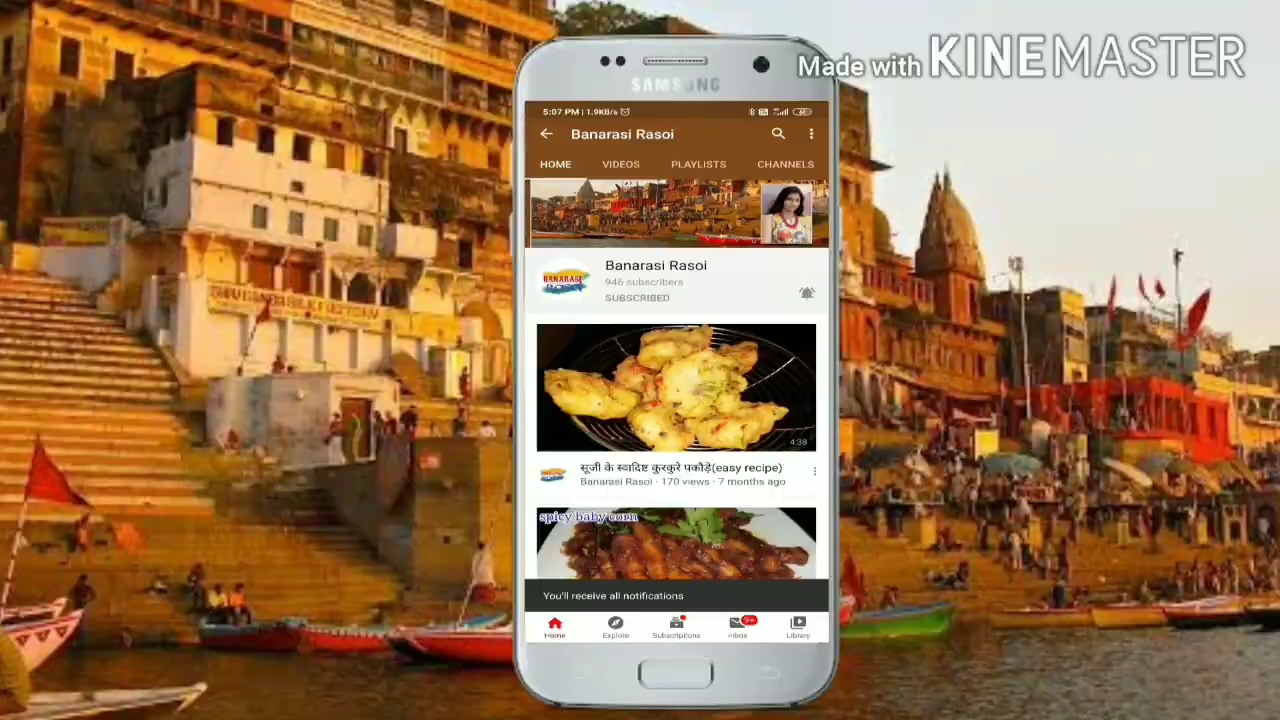 Made with KINEMASTER
SAMSUNG
5:07 PM | 1.9KB/s
Banarasi Rasoi
HOME VIDEOS PLAYLISTS CHANNELS
Banarasi Rasoi
946 subscribers
SUBSCRIBED
BANARASI
4:38
सूजी के स्वादिष्ट कुरकुरे पकौड़े(easy recipe)
Banarasi Rasoi · 170 views · 7 months ago
spicy baby corn
You'll receive all notifications
9+
Home Explore Subscriptions Inbox Library